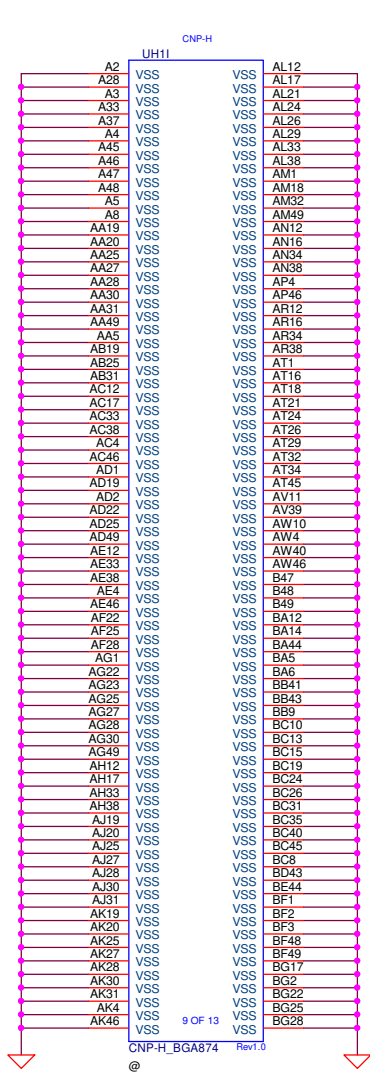 CNP-H
UH1I
A2 VSS VSS AL12
A28 VSS VSS AL17
A3 VSS VSS AL21
A33 VSS VSS AL24
A37 VSS VSS AL26
A4 VSS VSS AL29
A45 VSS VSS AL33
A46 VSS VSS AL38
A47 VSS VSS AM1
A48 VSS VSS AM18
A5 VSS VSS AM32
A8 VSS VSS AM49
AA19 VSS VSS AN12
AA20 VSS VSS AN16
AA25 VSS VSS AN34
AA27 VSS VSS AN38
AA28 VSS VSS AP4
AA30 VSS VSS AP46
AA31 VSS VSS AR12
AA49 VSS VSS AR16
AA5 VSS VSS AR34
AB19 VSS VSS AR38
AB25 VSS VSS AT1
AB31 VSS VSS AT16
AC12 VSS VSS AT18
AC17 VSS VSS AT21
AC33 VSS VSS AT24
AC38 VSS VSS AT26
AC4 VSS VSS AT29
AC46 VSS VSS AT32
AD1 VSS VSS AT34
AD19 VSS VSS AT45
AD2 VSS VSS AV11
AD22 VSS VSS AV39
AD25 VSS VSS AW10
AD49 VSS VSS AW4
AE12 VSS VSS AW40
AE33 VSS VSS AW46
AE38 VSS VSS B47
AE4 VSS VSS B48
AE46 VSS VSS B49
AF22 VSS VSS BA12
AF25 VSS VSS BA14
AF28 VSS VSS BA44
AG1 VSS VSS BA5
AG22 VSS VSS BA6
AG23 VSS VSS BB41
AG25 VSS VSS BB43
AG27 VSS VSS BB9
AG28 VSS VSS BC10
AG30 VSS VSS BC13
AG49 VSS VSS BC15
AH12 VSS VSS BC19
AH17 VSS VSS BC24
AH33 VSS VSS BC26
AH38 VSS VSS BC31
AJ19 VSS VSS BC35
AJ20 VSS VSS BC40
AJ25 VSS VSS BC45
AJ27 VSS VSS BC8
AJ28 VSS VSS BD43
AJ30 VSS VSS BE44
AJ31 VSS VSS BF1
AK19 VSS VSS BF2
AK20 VSS VSS BF3
AK25 VSS VSS BF48
AK27 VSS VSS BF49
AK28 VSS VSS BG17
AK30 VSS VSS BG2
AK31 VSS VSS BG22
AK4 VSS VSS BG25
AK46 VSS 9 OF 13 VSS BG28
CNP-H_BGA874 Rev1.0
@